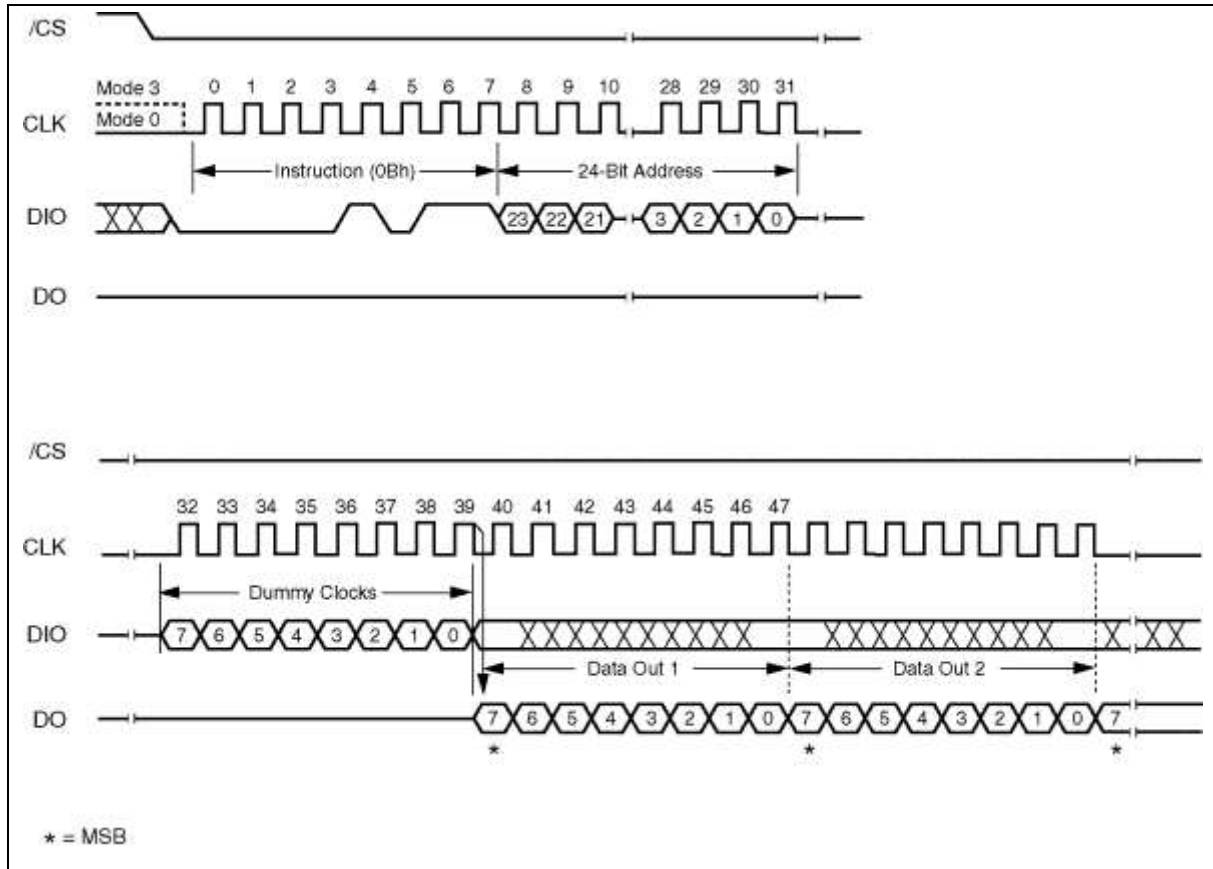 /CS
Mode 3 0 1 2 3 4 5 6 7 8 9 10 28 29 30 31
CLK Mode 0
Instruction (0Bh) 24-Bit Address
DIO 23 22 21 3 2 1 0
DO
/CS
32 33 34 35 36 37 38 39 40 41 42 43 44 45 46 47
CLK
Dummy Clocks
DIO 7 6 5 4 3 2 1 0
Data Out 1 Data Out 2
DO 7 6 5 4 3 2 1 0 7 6 5 4 3 2 1 0 7
* * *
* = MSB